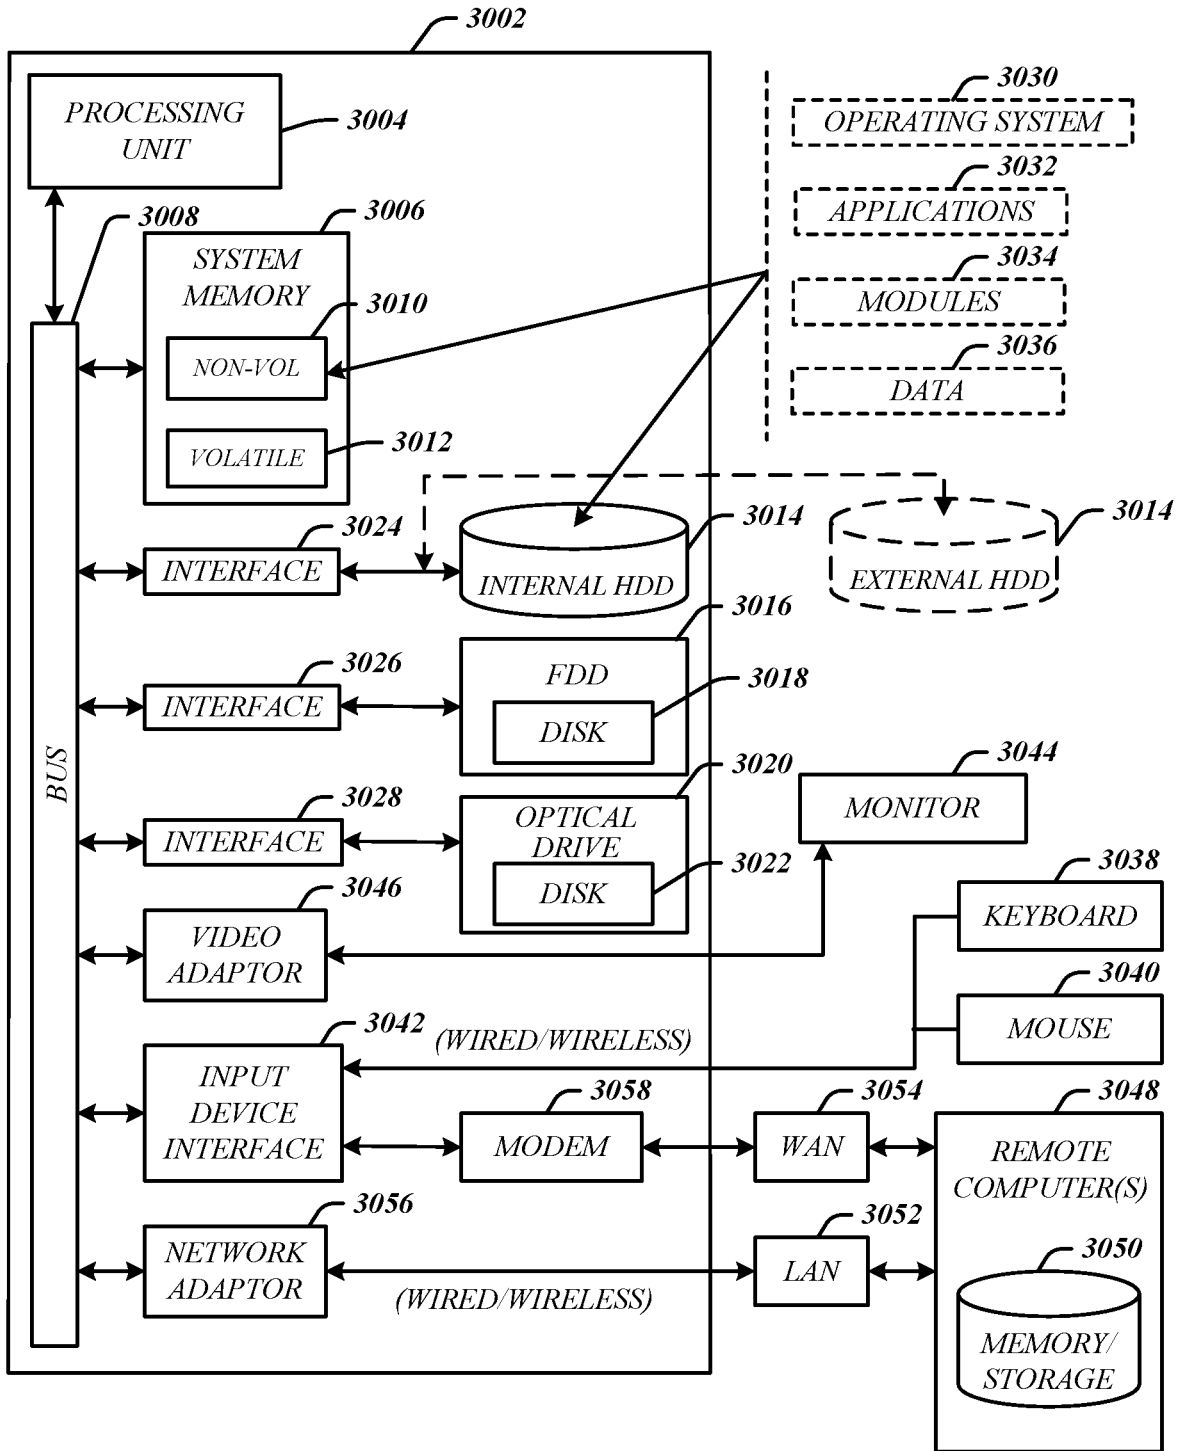 3002
PROCESSING
UNIT
3004
3030
OPERATING SYSTEM
3032
APPLICATIONS
3034
MODULES
3036
DATA
3008
3006
SYSTEM
MEMORY
3010
NON-VOL
3012
VOLATILE
3024
INTERFACE
3014
INTERNAL HDD
3014
EXTERNAL HDD
3016
FDD
3018
DISK
3026
INTERFACE
BUS
3020
OPTICAL
DRIVE
3022
DISK
3028
INTERFACE
3044
MONITOR
3046
VIDEO
ADAPTOR
3038
KEYBOARD
3040
MOUSE
3042
INPUT
DEVICE
INTERFACE
(WIRED/WIRELESS)
3058
MODEM
3054
WAN
3048
REMOTE
COMPUTER(S)
3056
NETWORK
ADAPTOR
(WIRED/WIRELESS)
3052
LAN
3050
MEMORY/
STORAGE